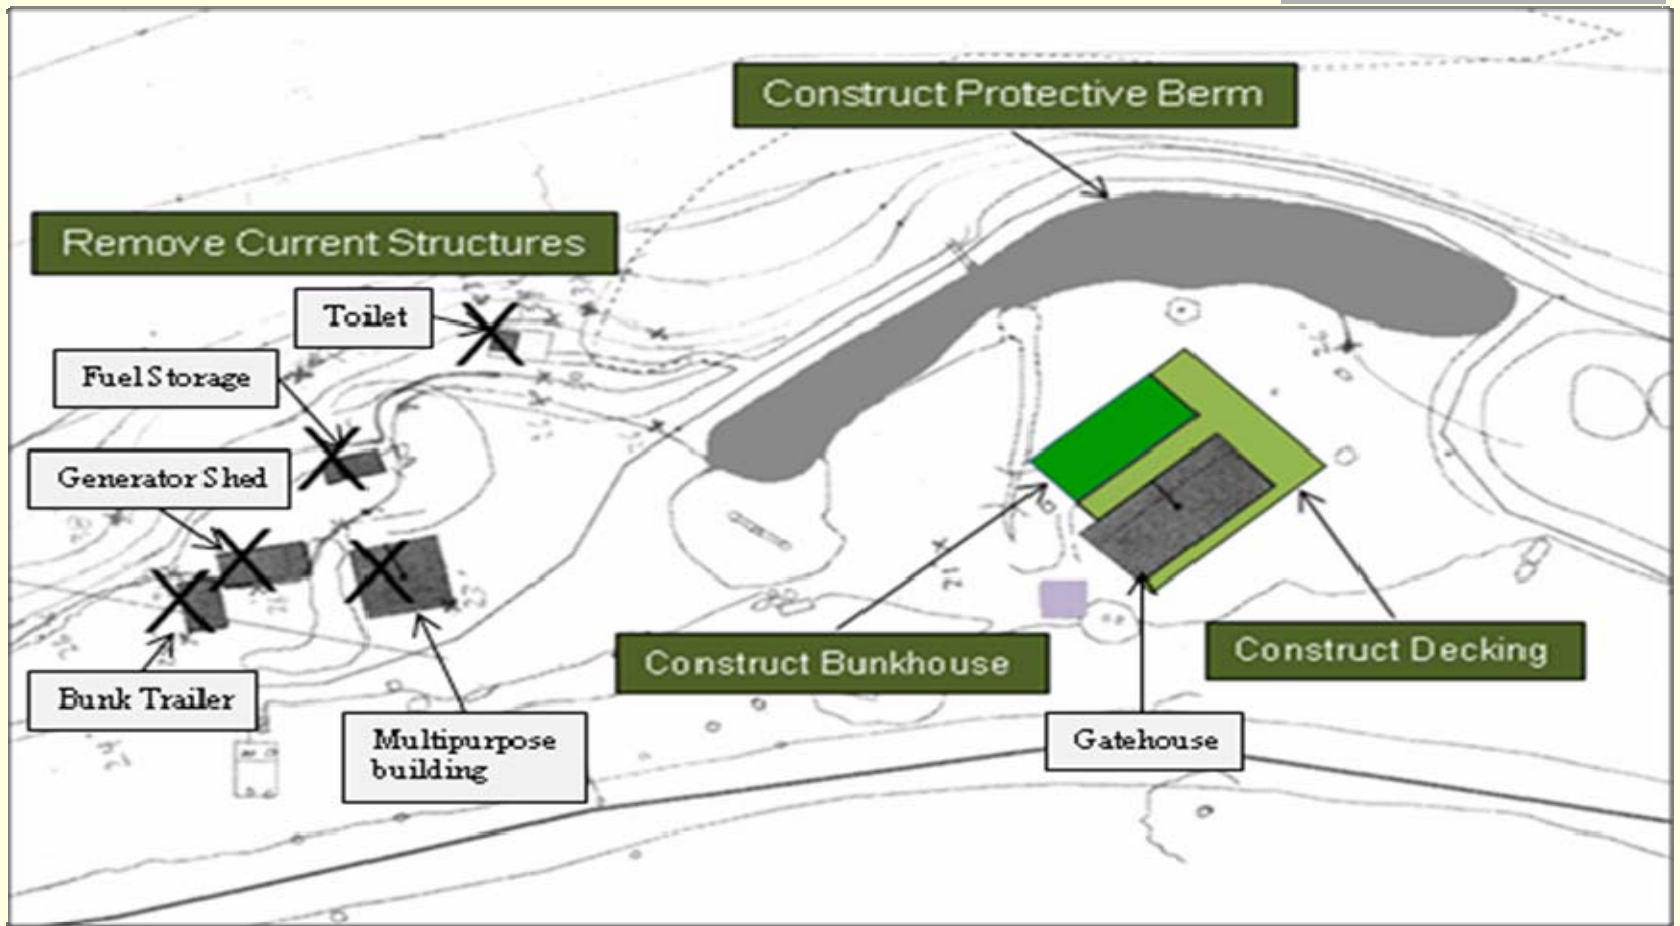 Construct Protective Berm
Remove Current Structures
Toilet
Fuel Storage
Generator Shed
Bunk Trailer
Multipurpose
building
Construct Bunkhouse
Construct Decking
Gatehouse